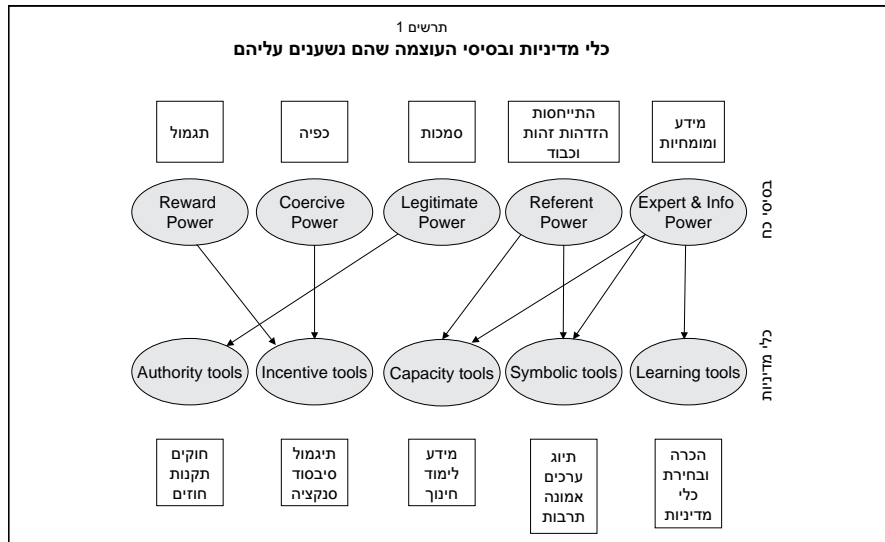 תרשים 1
כלי מדיניות ובסיסי העוצמה שהם נשענים עליהם
מידע
ומומחיות
התייחסות
הזדהות זהות
וכבוד
סמכות
כפיה
תגמול
בסיסי כח
Reward
Power
Coercive
Power
Legitimate
Power
Referent
Power
Expert & Info
Power
כלי מדיניות
Authority tools
Incentive tools
Capacity tools
Symbolic tools
Learning tools
הכרה
ובחירת
כלי
מדיניות
תיוג
ערכים
אמונה
תרבות
מידע
לימוד
חינוך
תיגמול
סיבסוד
סנקציה
חוקים
תקנות
חוזים